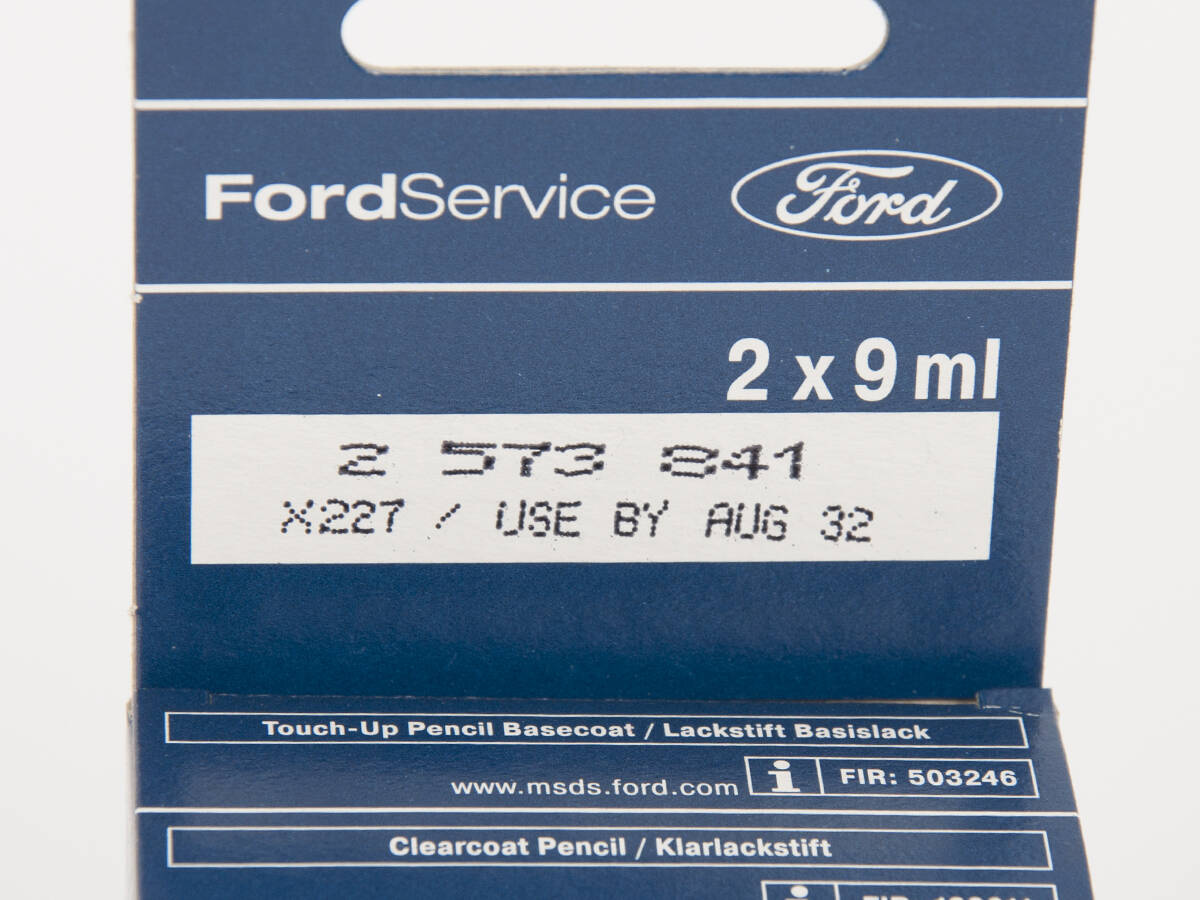 FordService Ford
2 x 9 ml
2 573 841
X227 / USE BY AUG 32
Touch-Up Pencil Basecoat / Lackstift Basislack
www.msds.ford.com i FIR: 503246
Clearcoat Pencil / Klarlackstift
FIR: